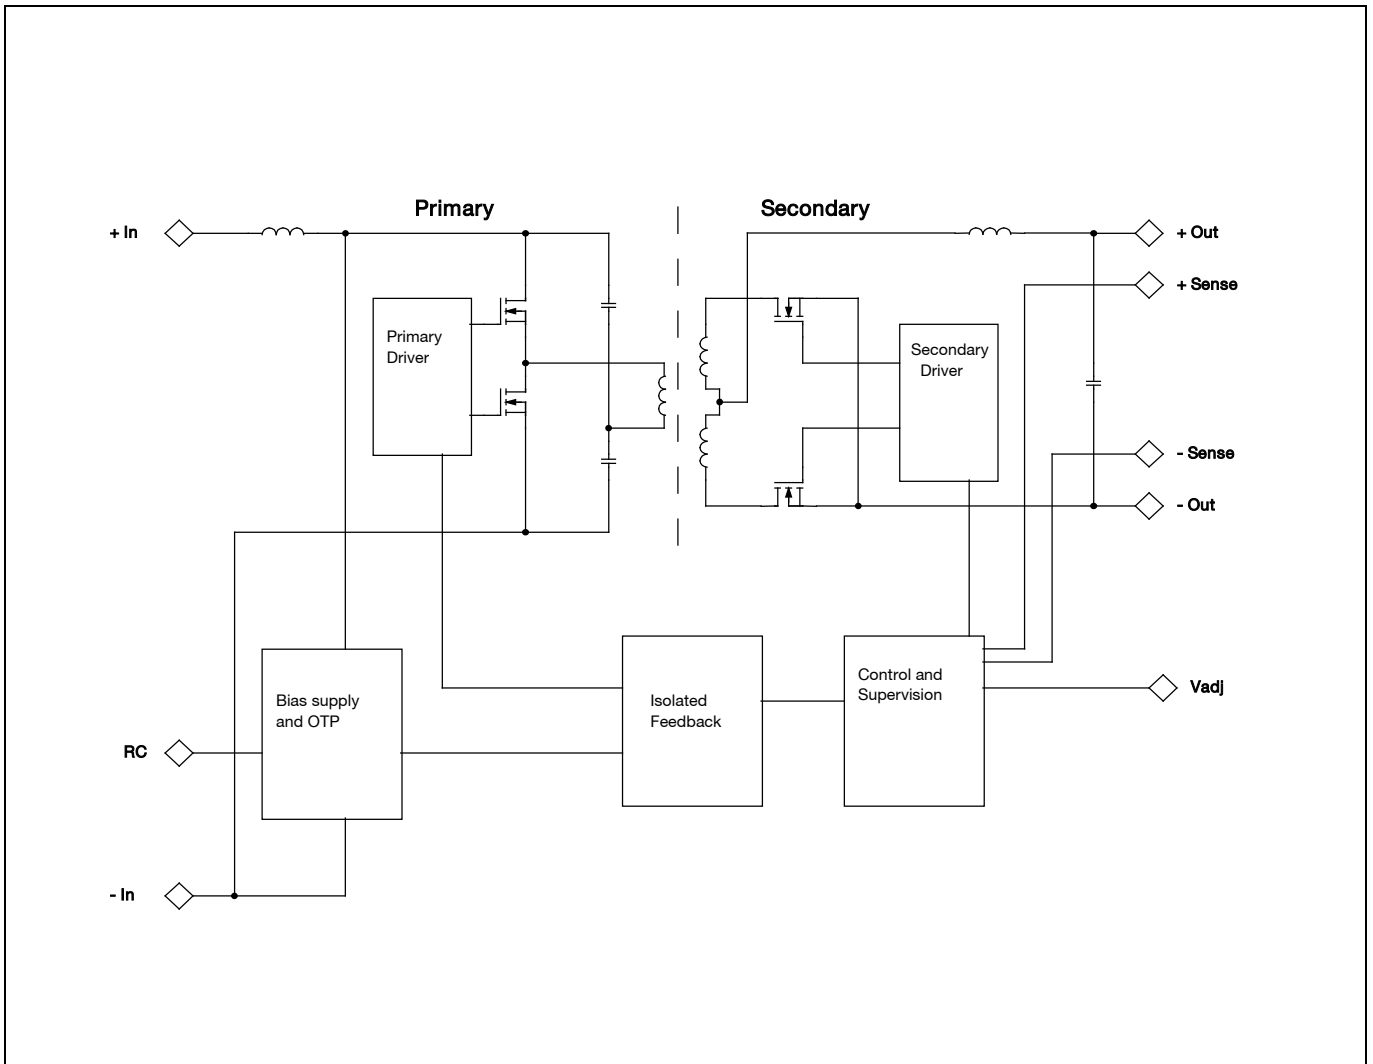 Primary
Secondary
+ In
+ Out
+ Sense
Primary
Driver
Secondary
Driver
- Sense
- Out
Bias supply
and OTP
Isolated
Feedback
Control and
Supervision
Vadj
RC
- In